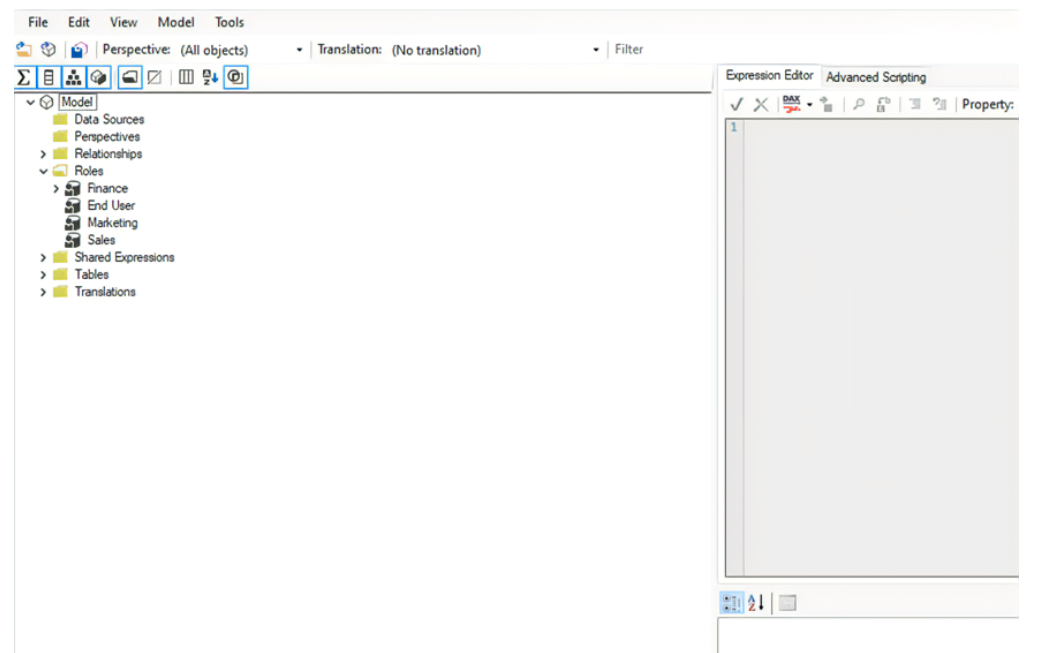 File Edit View Model Tools
Perspective: (All objects) Translation: (No translation) Filter
Expression Editor Advanced Scripting
DAX Property:
1
Model
Data Sources
Perspectives
Relationships
Roles
Finance
End User
Marketing
Sales
Shared Expressions
Tables
Translations